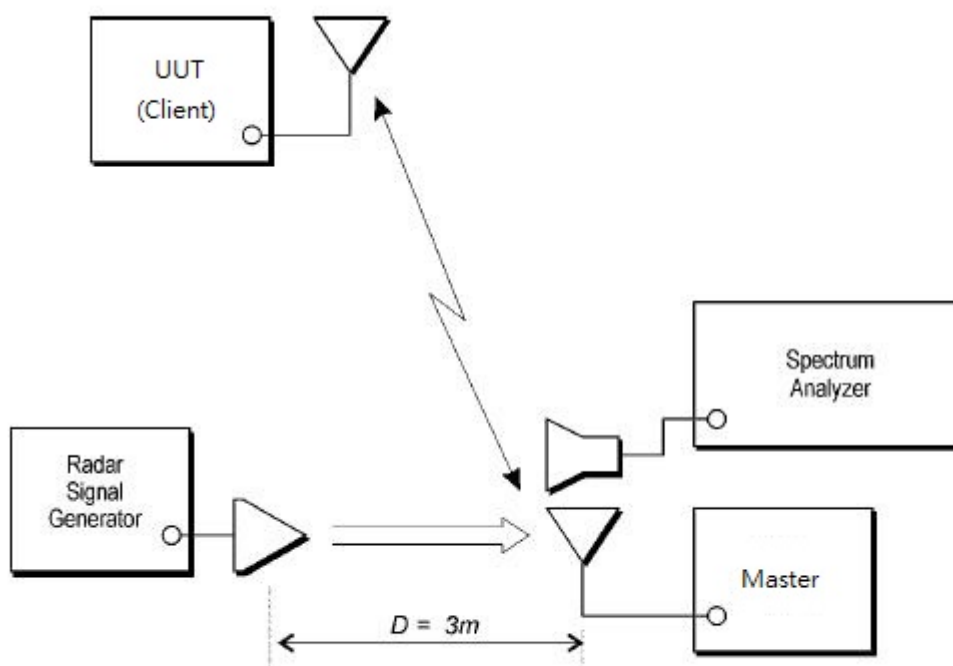 UUT
(Client)
Spectrum
Analyzer
Radar
Signal
Generator
Master
D = 3m